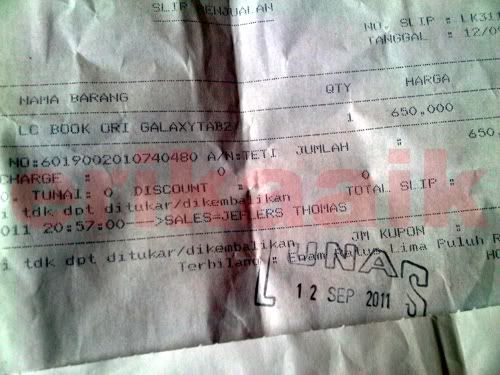 SLIP PENJUALAN
NO. SLIP : LK31
TANGGAL : 12/09
NAMA BARANG QTY HARGA
LC BOOK ORI GALAXYTAB2/ 1 650,000
NO:6019002010740480 A/N:TETI JUMLAH : 650
CHARGE : 0 0
O. TUNAI: 0 DISCOUNT : TOTAL SLIP :
i tdk dpt ditukar/dikembalikan
011 20:57:00 --->SALES=JEFLERS THOMAS
JM KUPON :
i tdk dpt ditukar/dikembalikan
Terbilang : Enam Ratus Lima Puluh R
LUNAS
12 SEP 2011